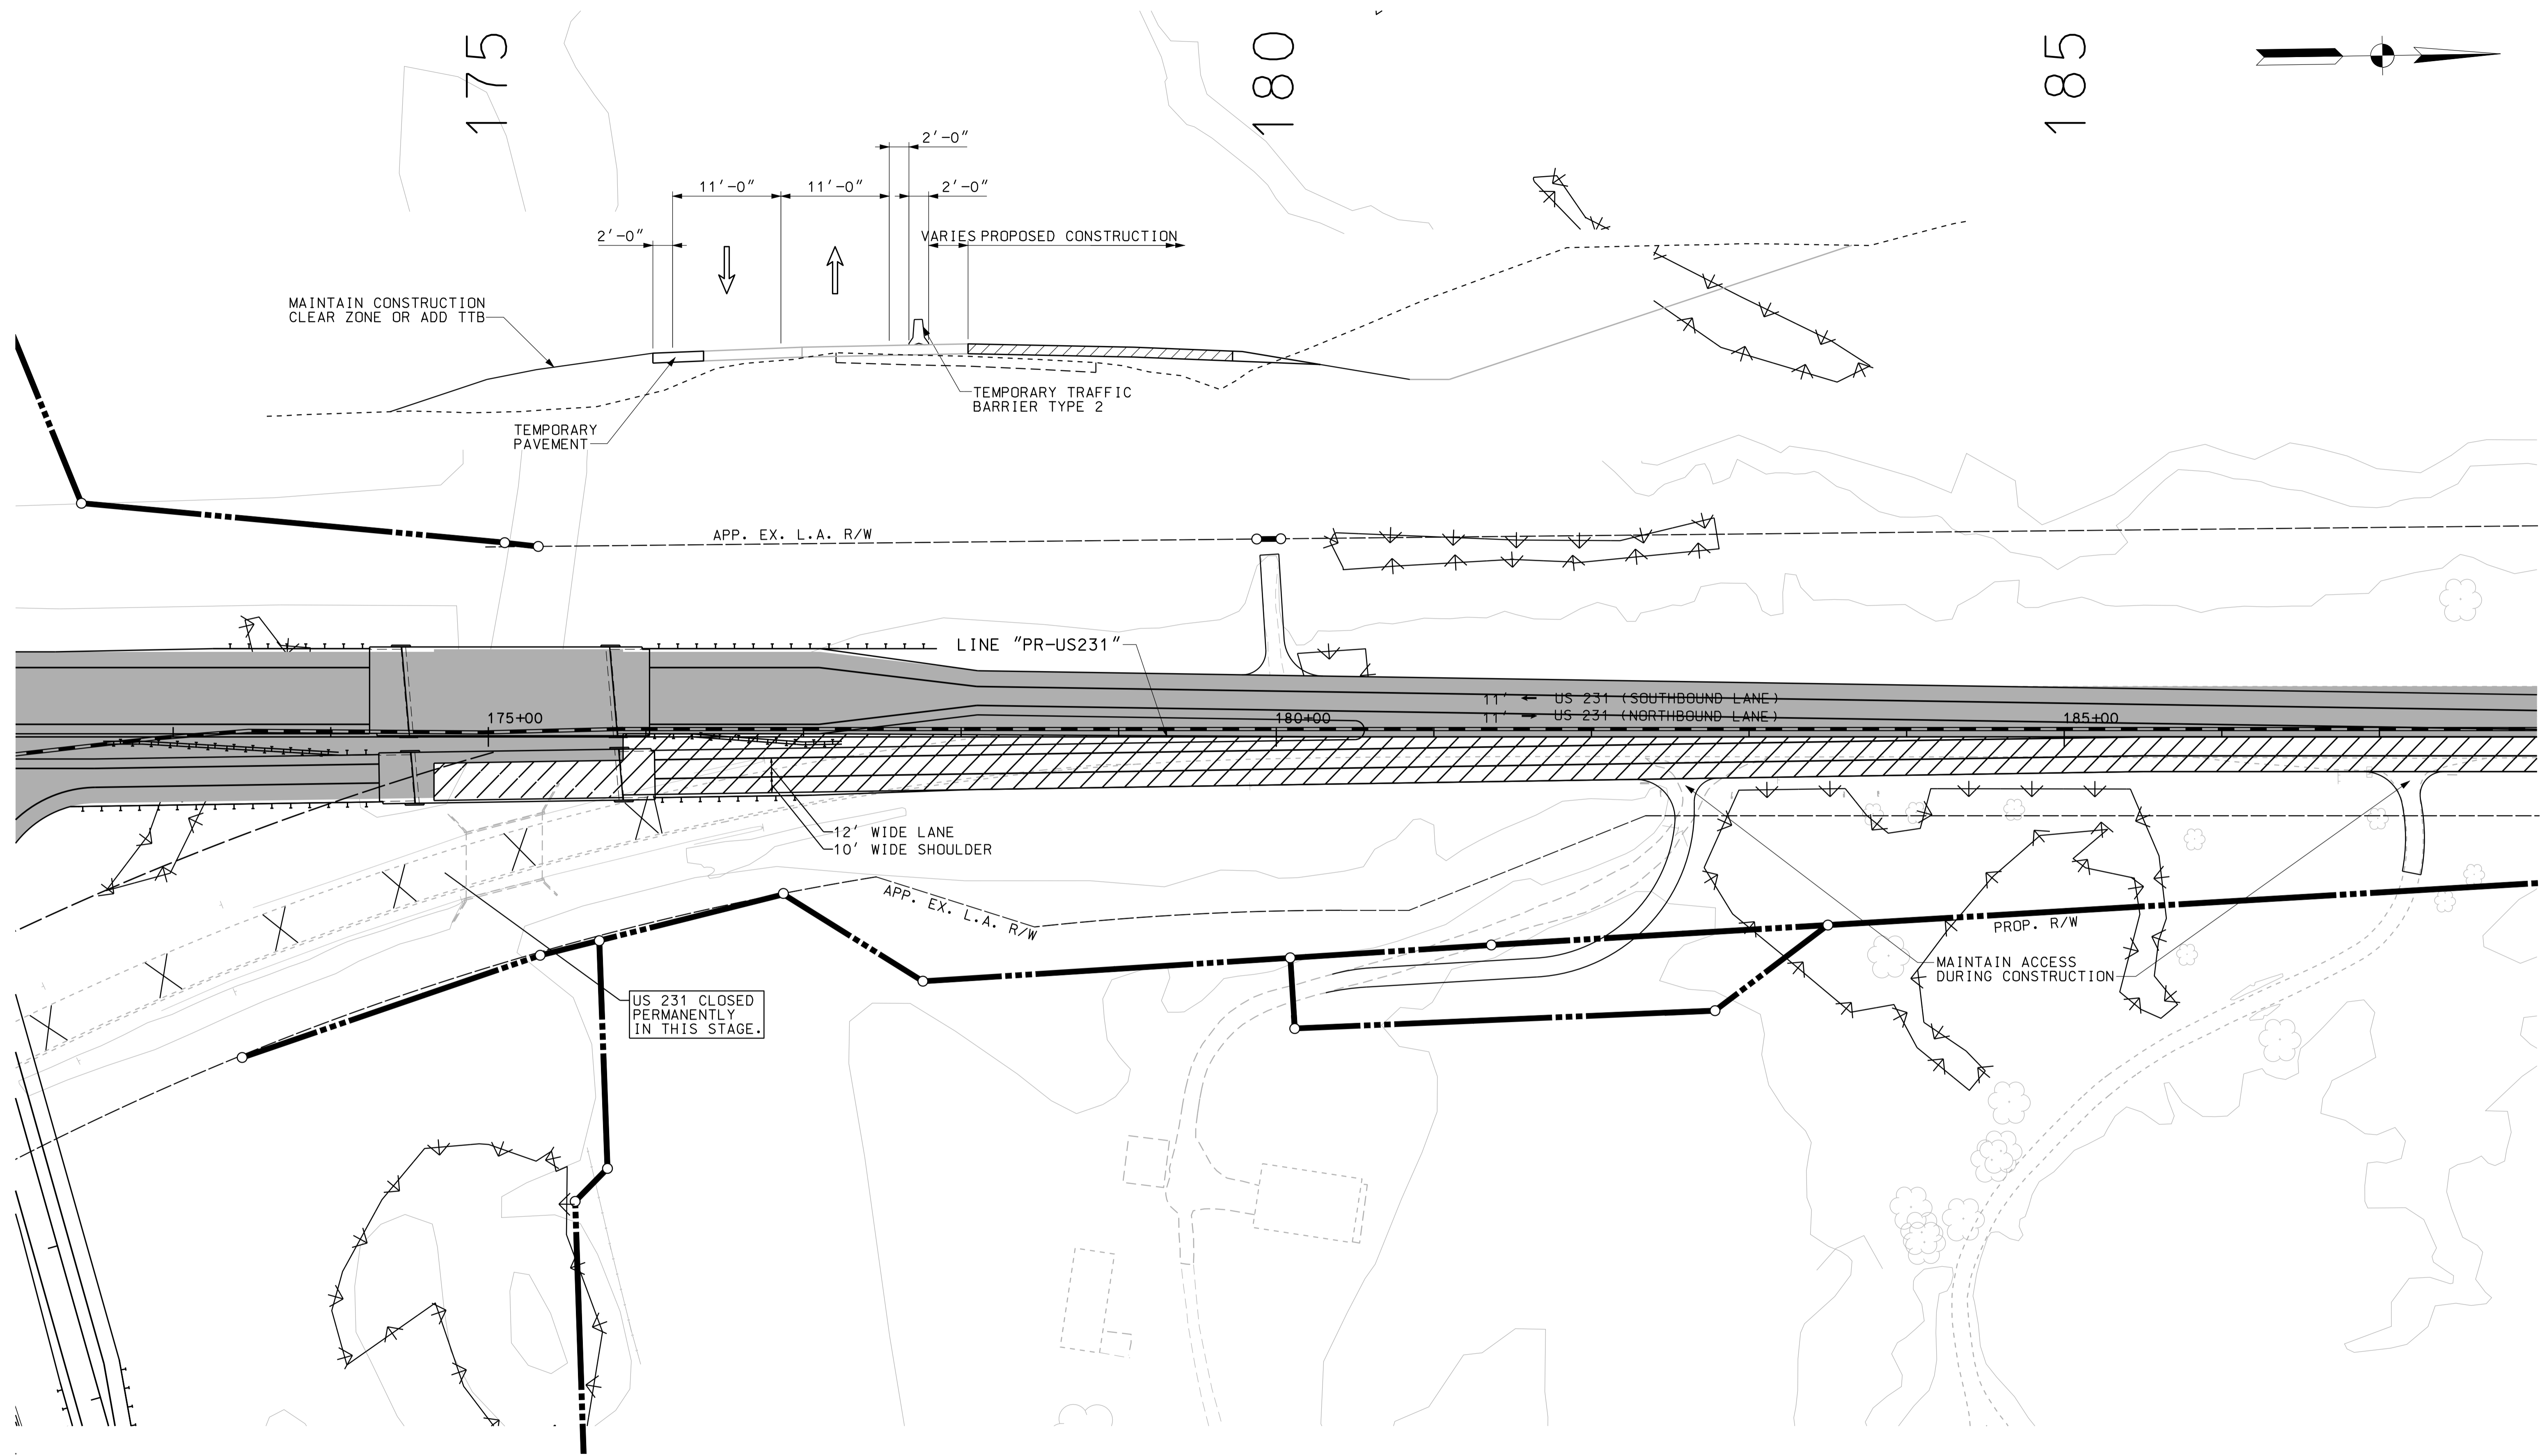 175
180
185
2'-0"
11'-0"
11'-0"
2'-0"
2'-0"
VARIES PROPOSED CONSTRUCTION
MAINTAIN CONSTRUCTION
CLEAR ZONE OR ADD TTB
TEMPORARY TRAFFIC
BARRIER TYPE 2
TEMPORARY
PAVEMENT
APP. EX. L.A. R/W
LINE "PR-US231"
11' US 231 (SOUTHBOUND LANE)
11' US 231 (NORTHBOUND LANE)
175+00
180+00
185+00
12' WIDE LANE
10' WIDE SHOULDER
APP. EX. L.A. R/W
PROP. R/W
MAINTAIN ACCESS
DURING CONSTRUCTION
US 231 CLOSED
PERMANENTLY
IN THIS STAGE.